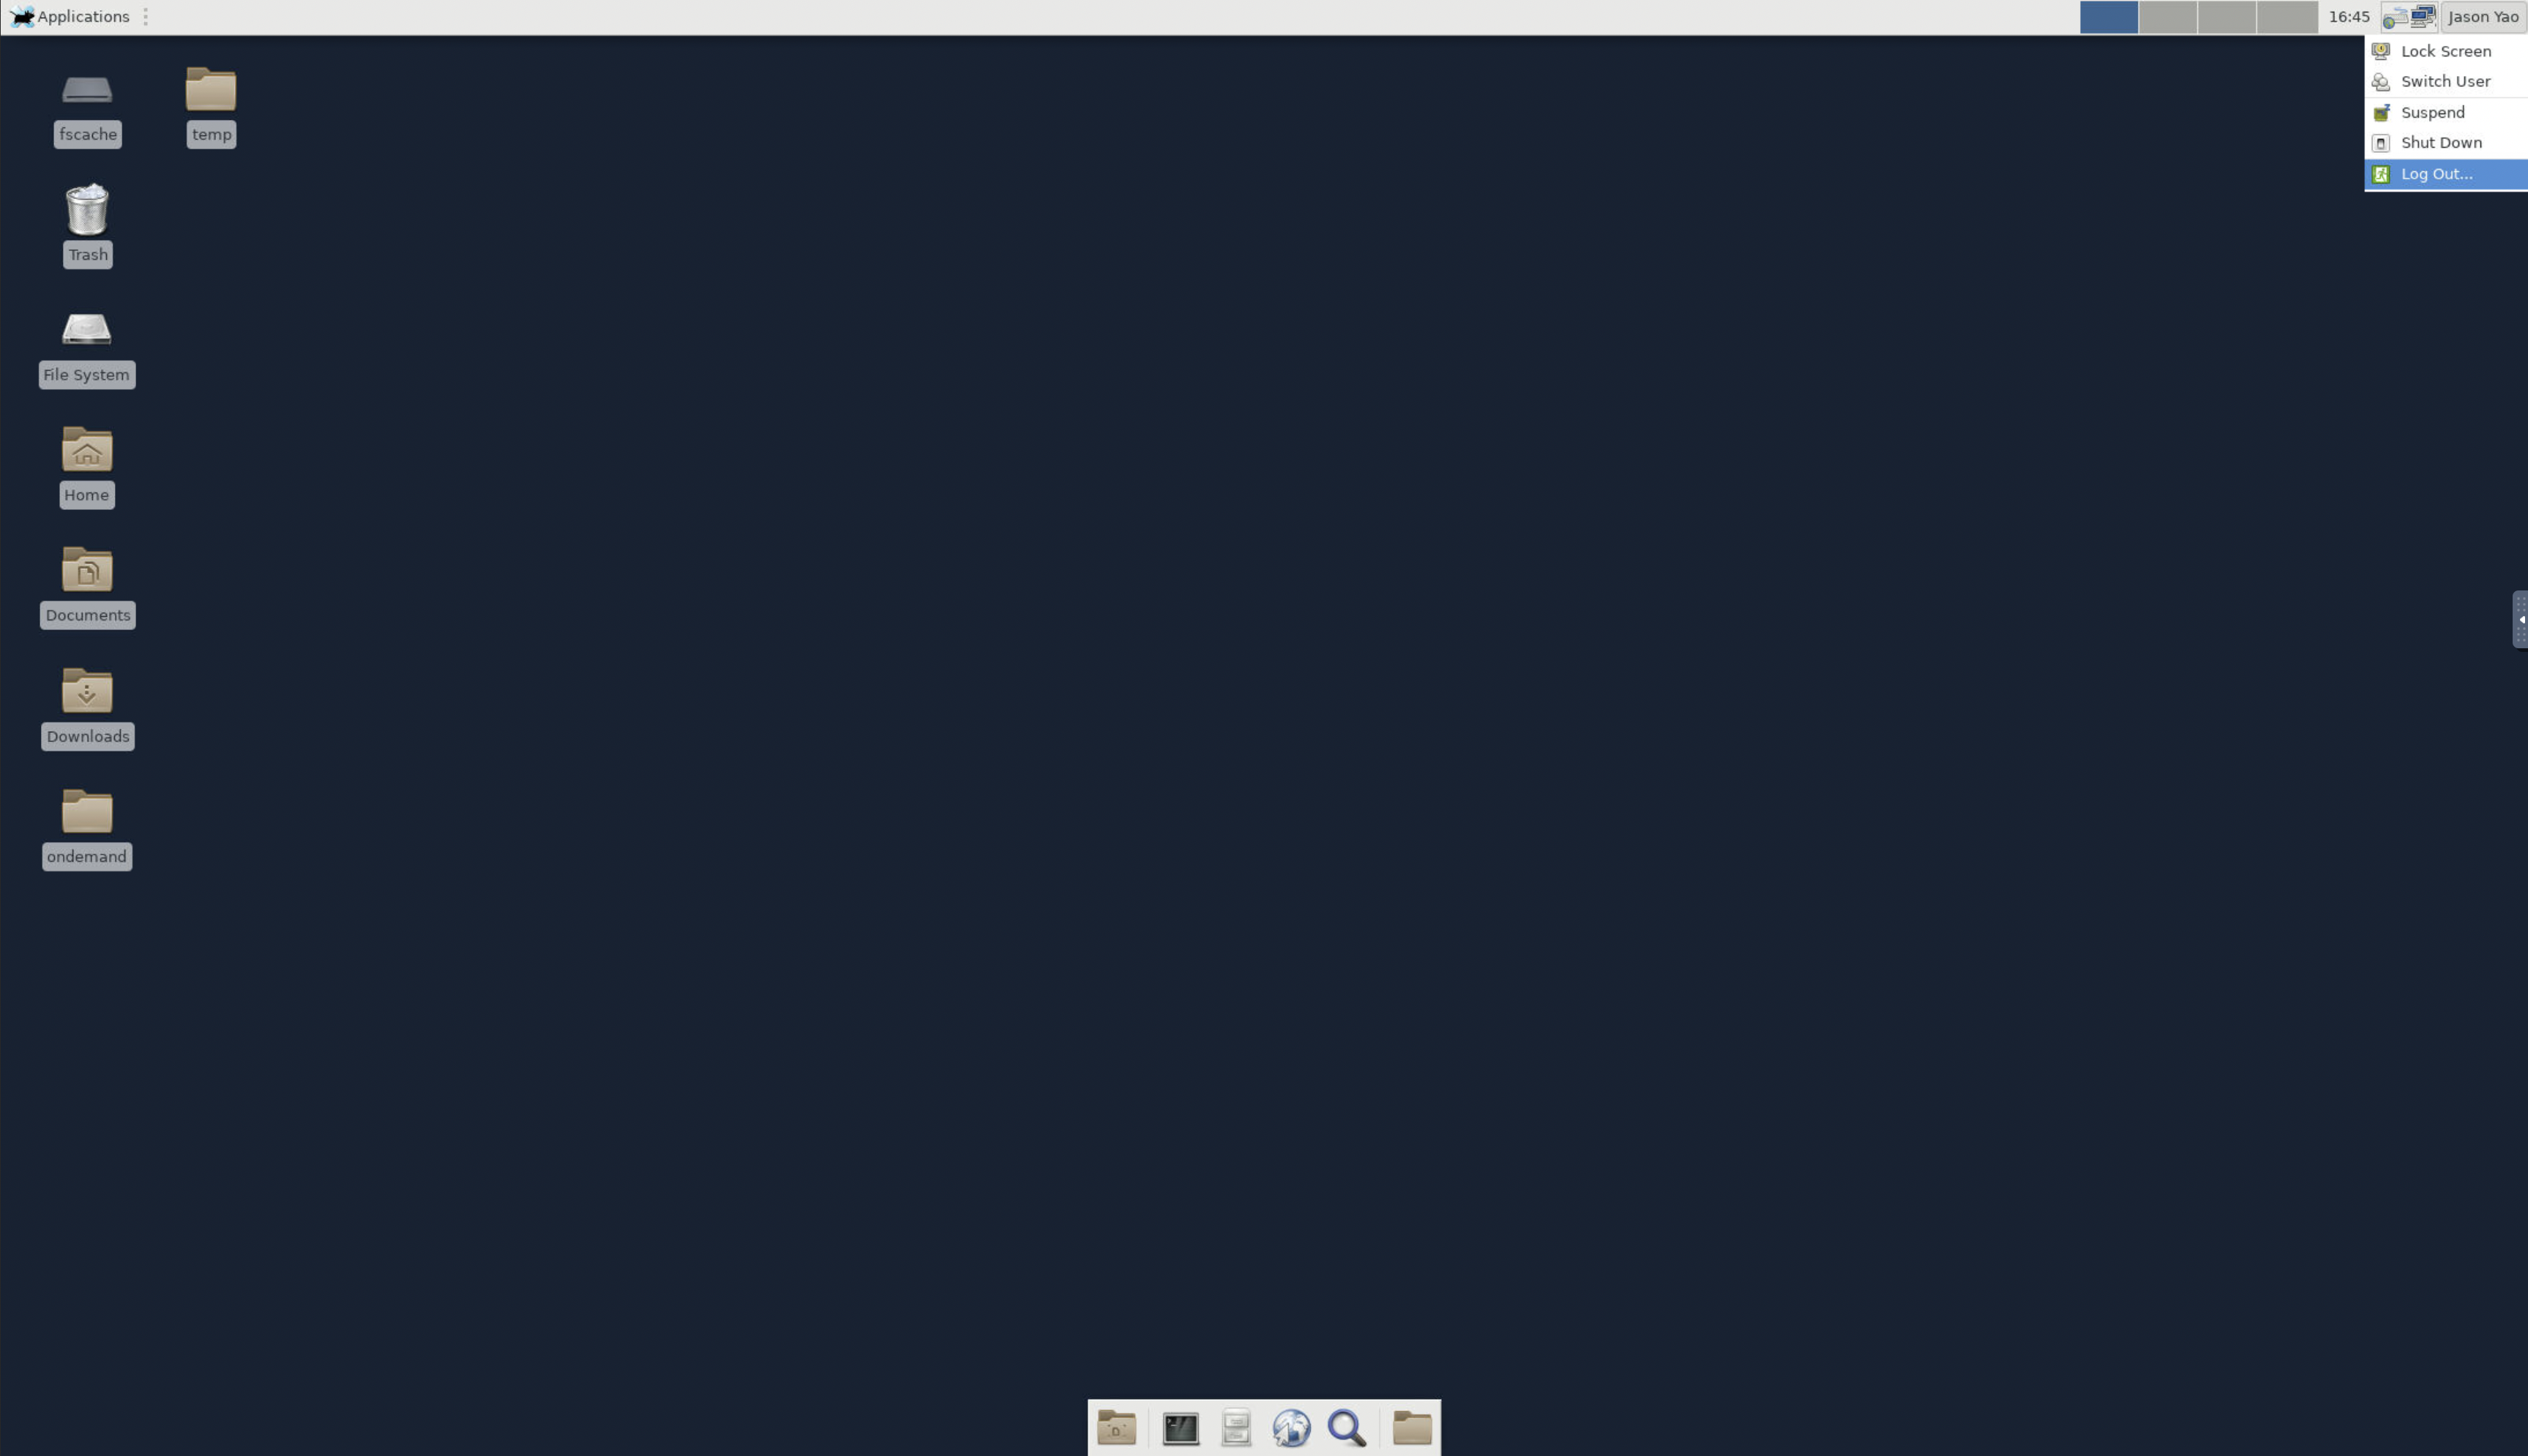 Applications
16:45
Jason Yao
Lock Screen
Switch User
Suspend
Shut Down
Log Out...
fscache
temp
Trash
File System
Home
Documents
Downloads
ondemand
D